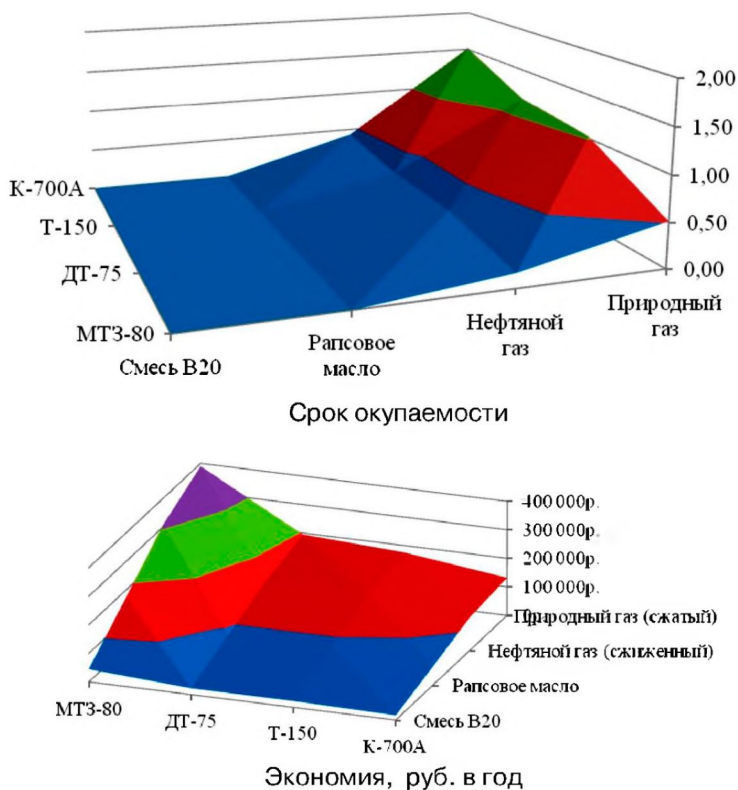 2,00
1,50
1,00
0,50
0,00
К-700А
Т-150
ДТ-75
МТЗ-80
Смесь В20
Рапсовое
масло
Нефтяной
газ
Природный
газ
Срок окупаемости
400 000р.
300 000р.
200 000р.
100 000р.
Природный газ (сжатый)
Нефтяной газ (сжиженный)
Рапсовое масло
Смесь В20
МТЗ-80
ДТ-75
Т-150
К-700А
Экономия, руб. в год